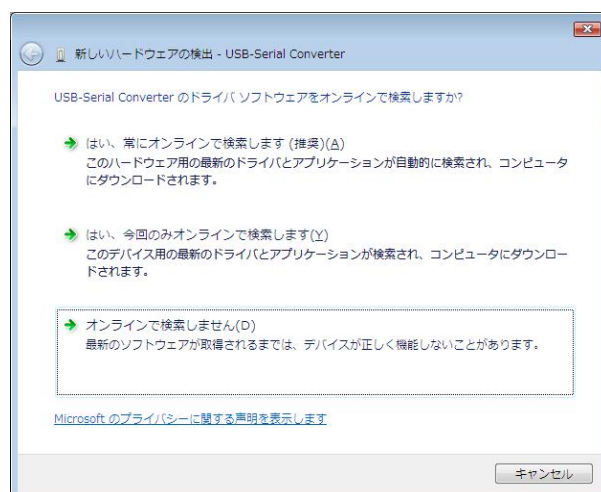 新しいハードウェアの検出 - USB-Serial Converter
USB-Serial Converter のドライバ ソフトウェアをオンラインで検索しますか?
はい、常にオンラインで検索します (推奨)(A)
このハードウェア用の最新のドライバとアプリケーションが自動的に検索され、コンピュータ
にダウンロードされます。
はい、今回のみオンラインで検索します(Y)
このデバイス用の最新のドライバとアプリケーションが検索され、コンピュータにダウンロー
ドされます。
オンラインで検索しません(D)
最新のソフトウェアが取得されるまでは、デバイスが正しく機能しないことがあります。
Microsoft のプライバシーに関する声明を表示します
キャンセル